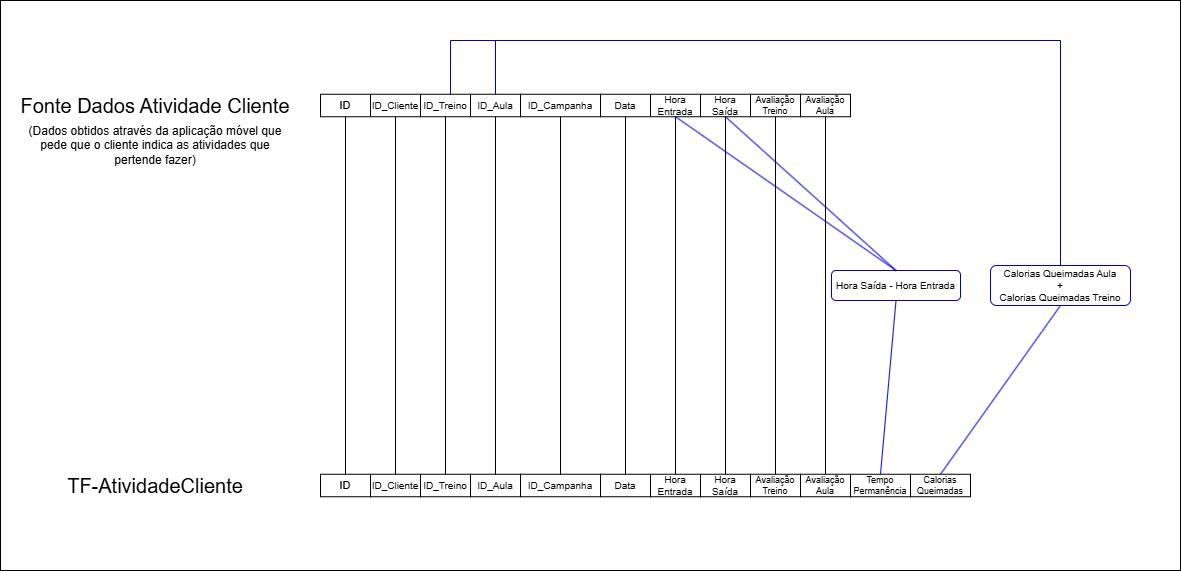 Fonte Dados Atividade Cliente
(Dados obtidos através da aplicação móvel que
pede que o cliente indica as atividades que
pertende fazer)
ID
ID_Cliente
ID_Treino
ID_Aula
ID_Campanha
Data
Hora
Entrada
Hora
Saída
Avaliação
Treino
Avaliação
Aula
Hora Saída - Hora Entrada
Calorias Queimadas Aula
+
Calorias Queimadas Treino
TF-AtividadeCliente
ID
ID_Cliente
ID_Treino
ID_Aula
ID_Campanha
Data
Hora
Entrada
Hora
Saída
Avaliação
Treino
Avaliação
Aula
Tempo
Permanência
Calorias
Queimadas